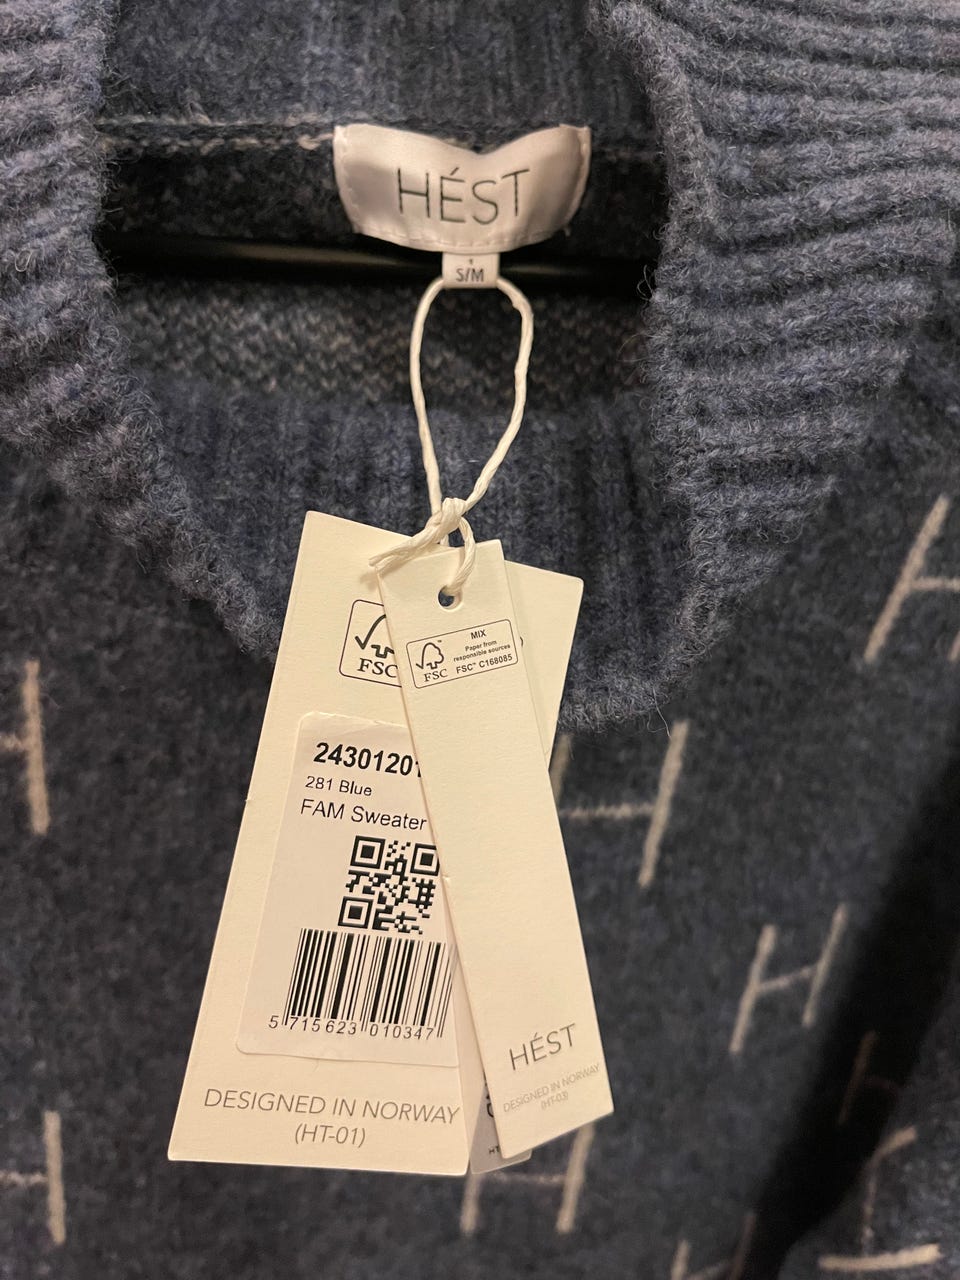 HÉST
S/M
FSC
MIX
Paper from
responsible sources
FSC® C168085
FSC
2430120
281 Blue
FAM Sweater
5 715623 010347
DESIGNED IN NORWAY
(HT-01)
HÉST
DESIGNED IN NORWAY
(HT-03)